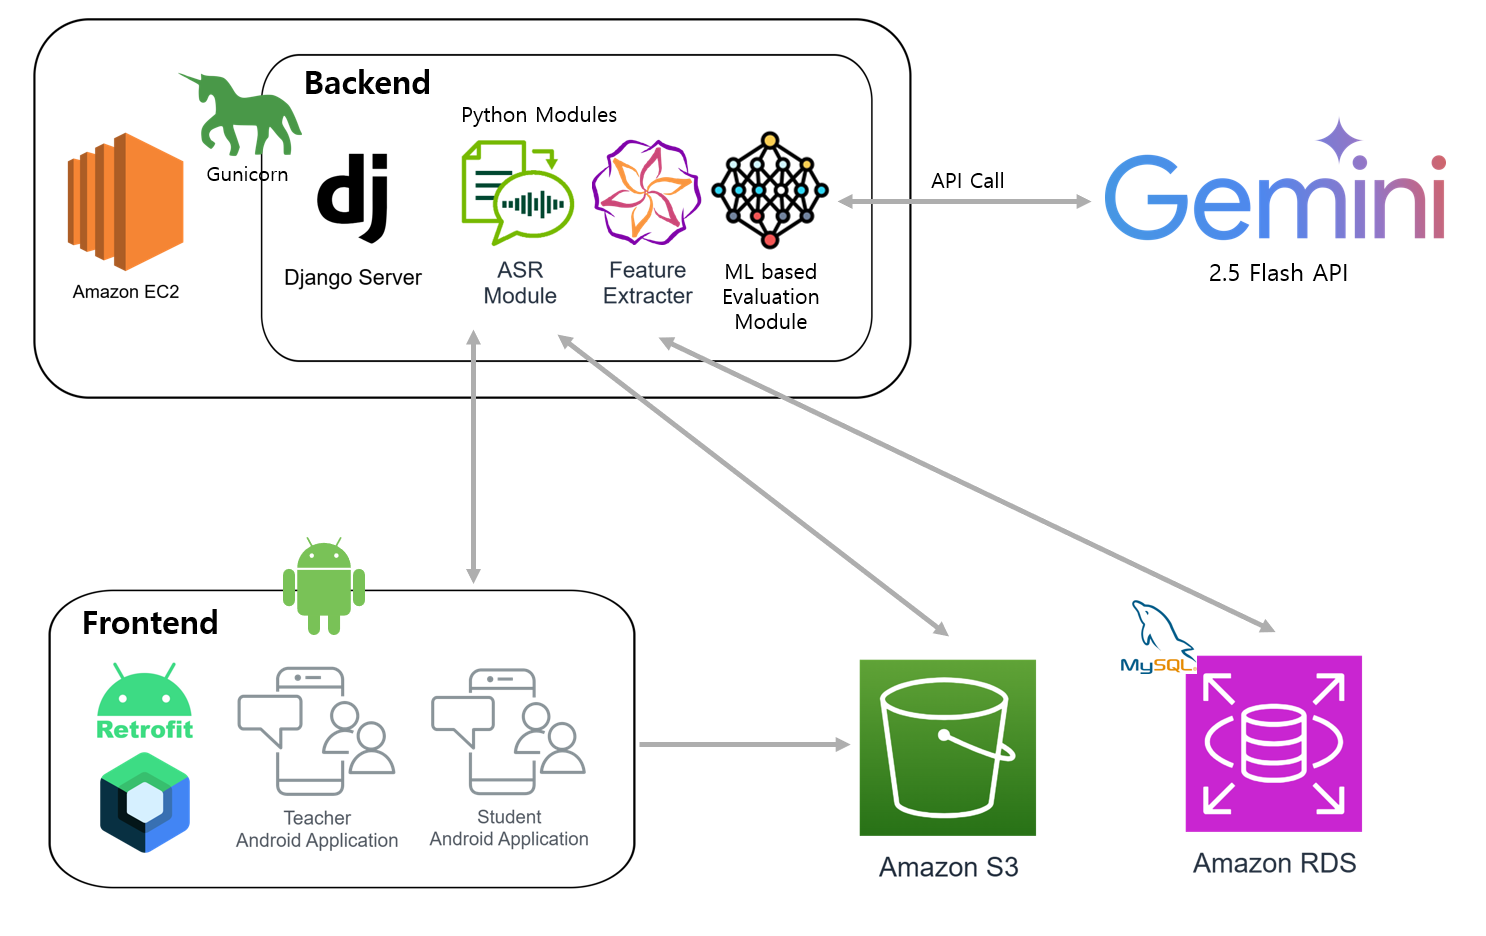 Backend
Python Modules
Gunicorn
dj
Django Server
Amazon EC2
ASR
Module
Feature
Extracter
ML based
Evaluation
Module
API Call
Gemini
2.5 Flash API
Frontend
Retrofit
Teacher
Android Application
Student
Android Application
MySQL
Amazon S3
Amazon RDS